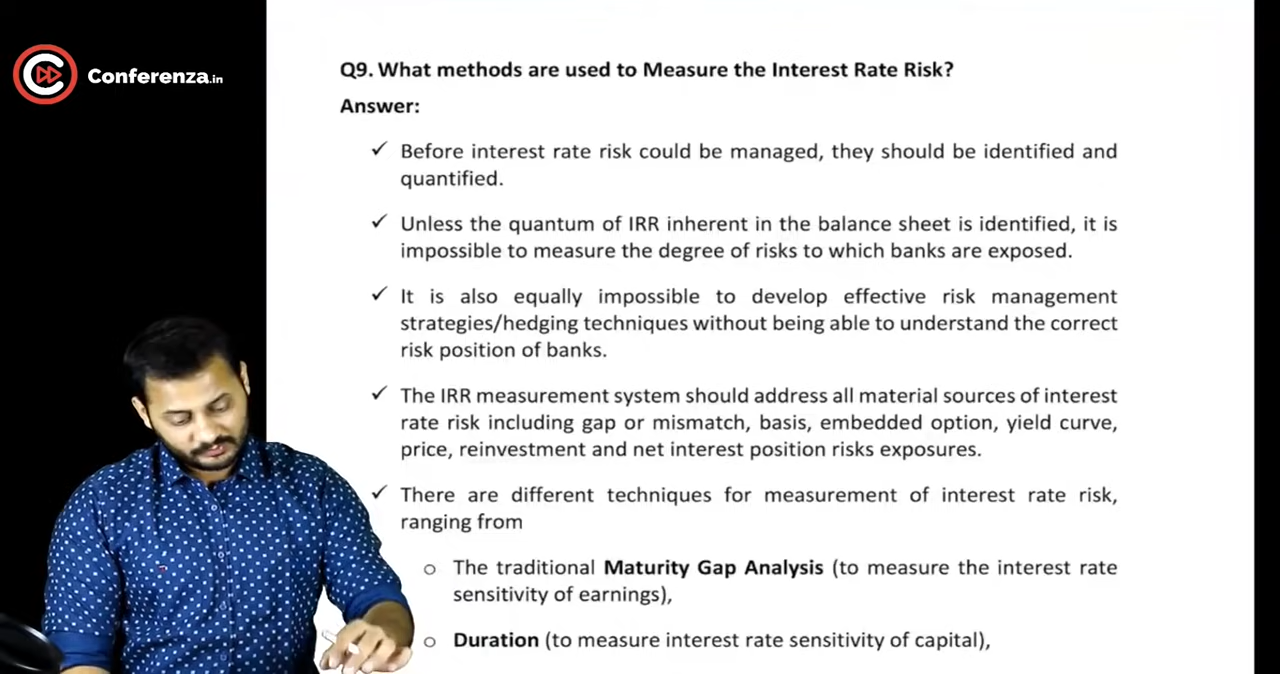 Conferenza.in
Q9. What methods are used to Measure the Interest Rate Risk?
Answer:
✓ Before interest rate risk could be managed, they should be identified and
quantified.
✓ Unless the quantum of IRR inherent in the balance sheet is identified, it is
impossible to measure the degree of risks to which banks are exposed.
✓ It is also equally impossible to develop effective risk management
strategies/hedging techniques without being able to understand the correct
risk position of banks.
✓ The IRR measurement system should address all material sources of interest
rate risk including gap or mismatch, basis, embedded option, yield curve,
price, reinvestment and net interest position risks exposures.
✓ There are different techniques for measurement of interest rate risk,
ranging from
o The traditional Maturity Gap Analysis (to measure the interest rate
sensitivity of earnings),
o Duration (to measure interest rate sensitivity of capital),